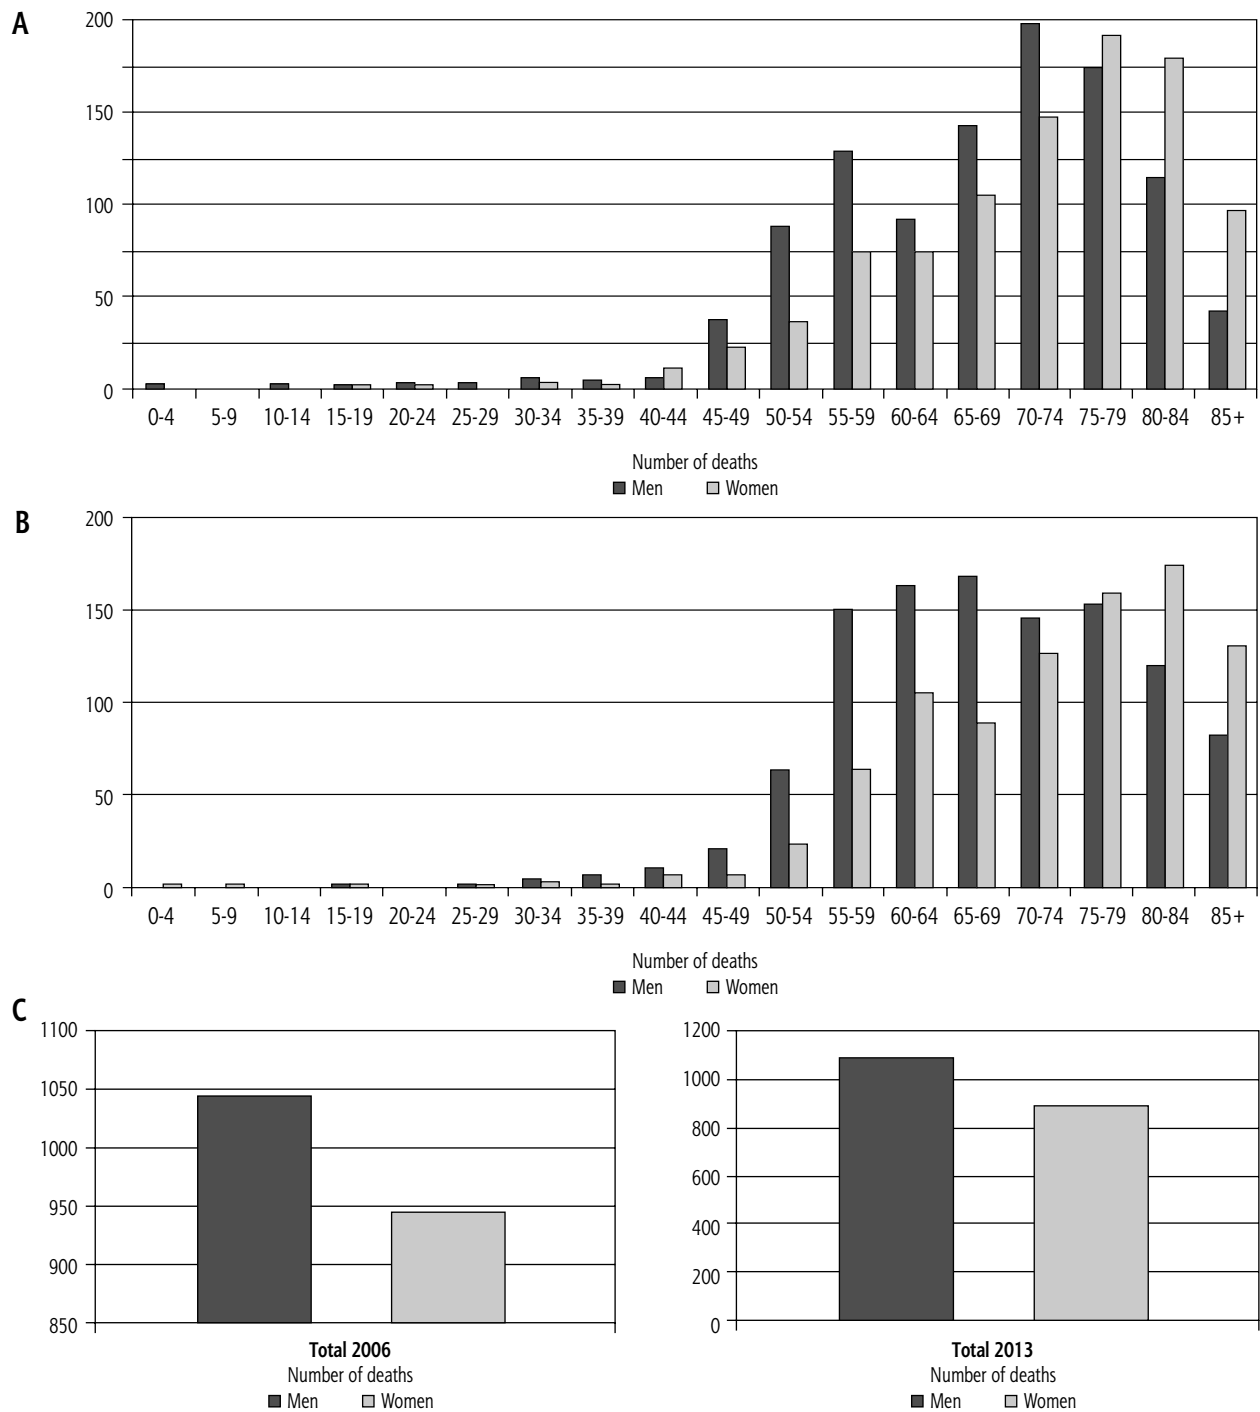 A
200
150
100
50
0
0-4 5-9 10-14 15-19 20-24 25-29 30-34 35-39 40-44 45-49 50-54 55-59 60-64 65-69 70-74 75-79 80-84 85+
Number of deaths
Men Women
B
200
150
100
50
0
0-4 5-9 10-14 15-19 20-24 25-29 30-34 35-39 40-44 45-49 50-54 55-59 60-64 65-69 70-74 75-79 80-84 85+
Number of deaths
Men Women
C
1100
1050
1000
950
900
850
Total 2006
Number of deaths
Men Women
1200
1000
800
600
400
200
0
Total 2013
Number of deaths
Men Women